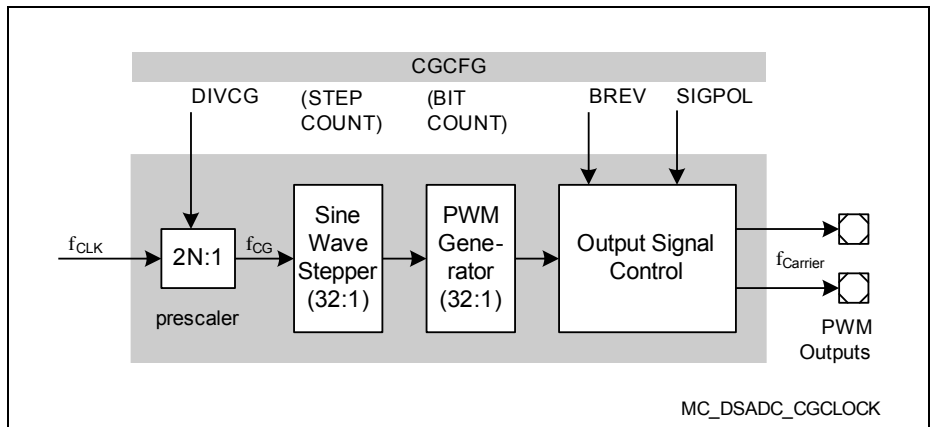 CGCFG
DIVCG
(STEP
COUNT)
(BIT
COUNT)
BREV
SIGPOL
fCLK
2N:1
prescaler
fCG
Sine
Wave
Stepper
(32:1)
PWM
Gene-
rator
(32:1)
Output Signal
Control
fCarrier
PWM
Outputs
MC_DSADC_CGCLOCK